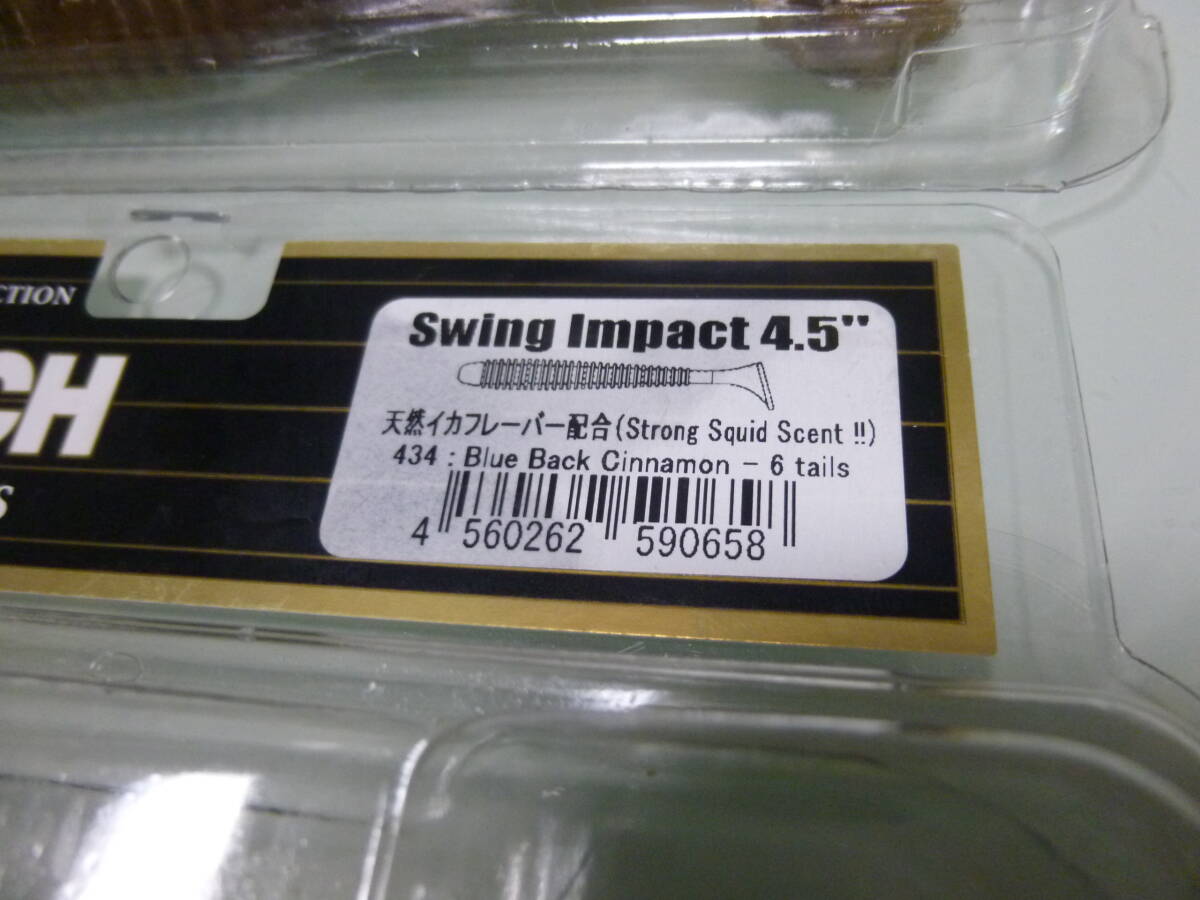 CTION
CH
S
Swing Impact 4.5"
天然イカフレーバー配合(Strong Squid Scent !!)
434 : Blue Back Cinnamon - 6 tails
4 560262 590658